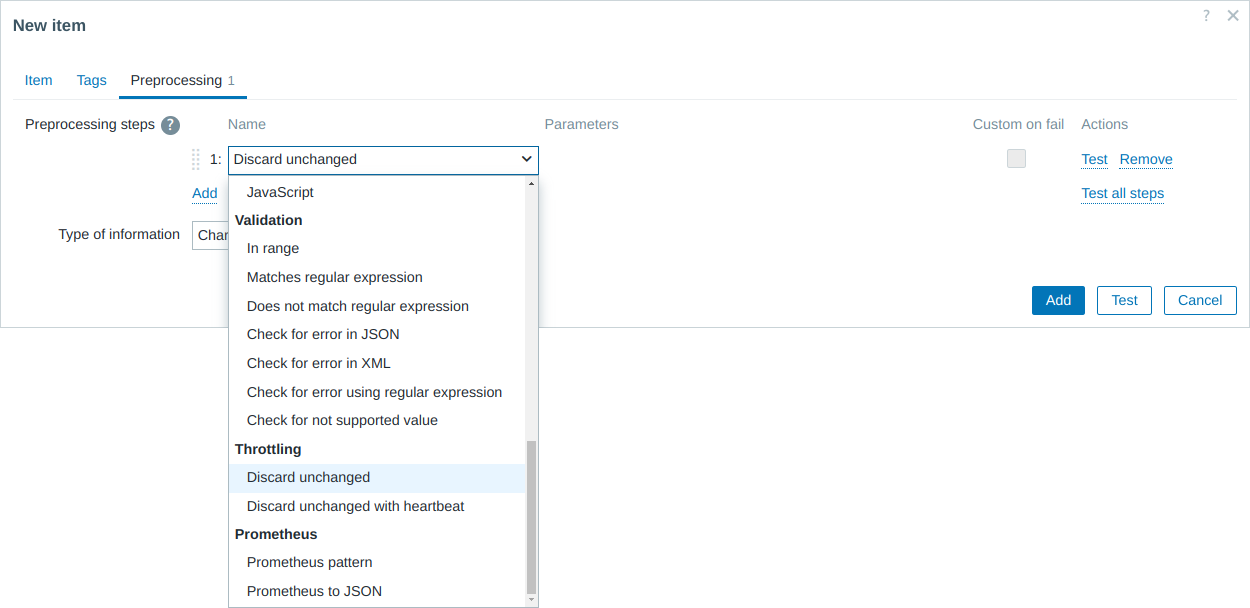 New item
?
Item Tags Preprocessing 1
Preprocessing steps ? Name Parameters Custom on fail Actions
1: Discard unchanged Test Remove
Add Test all steps
Type of information Char
JavaScript
Validation
In range
Matches regular expression
Does not match regular expression
Check for error in JSON
Check for error in XML
Check for error using regular expression
Check for not supported value
Throttling
Discard unchanged
Discard unchanged with heartbeat
Prometheus
Prometheus pattern
Prometheus to JSON
Add Test Cancel